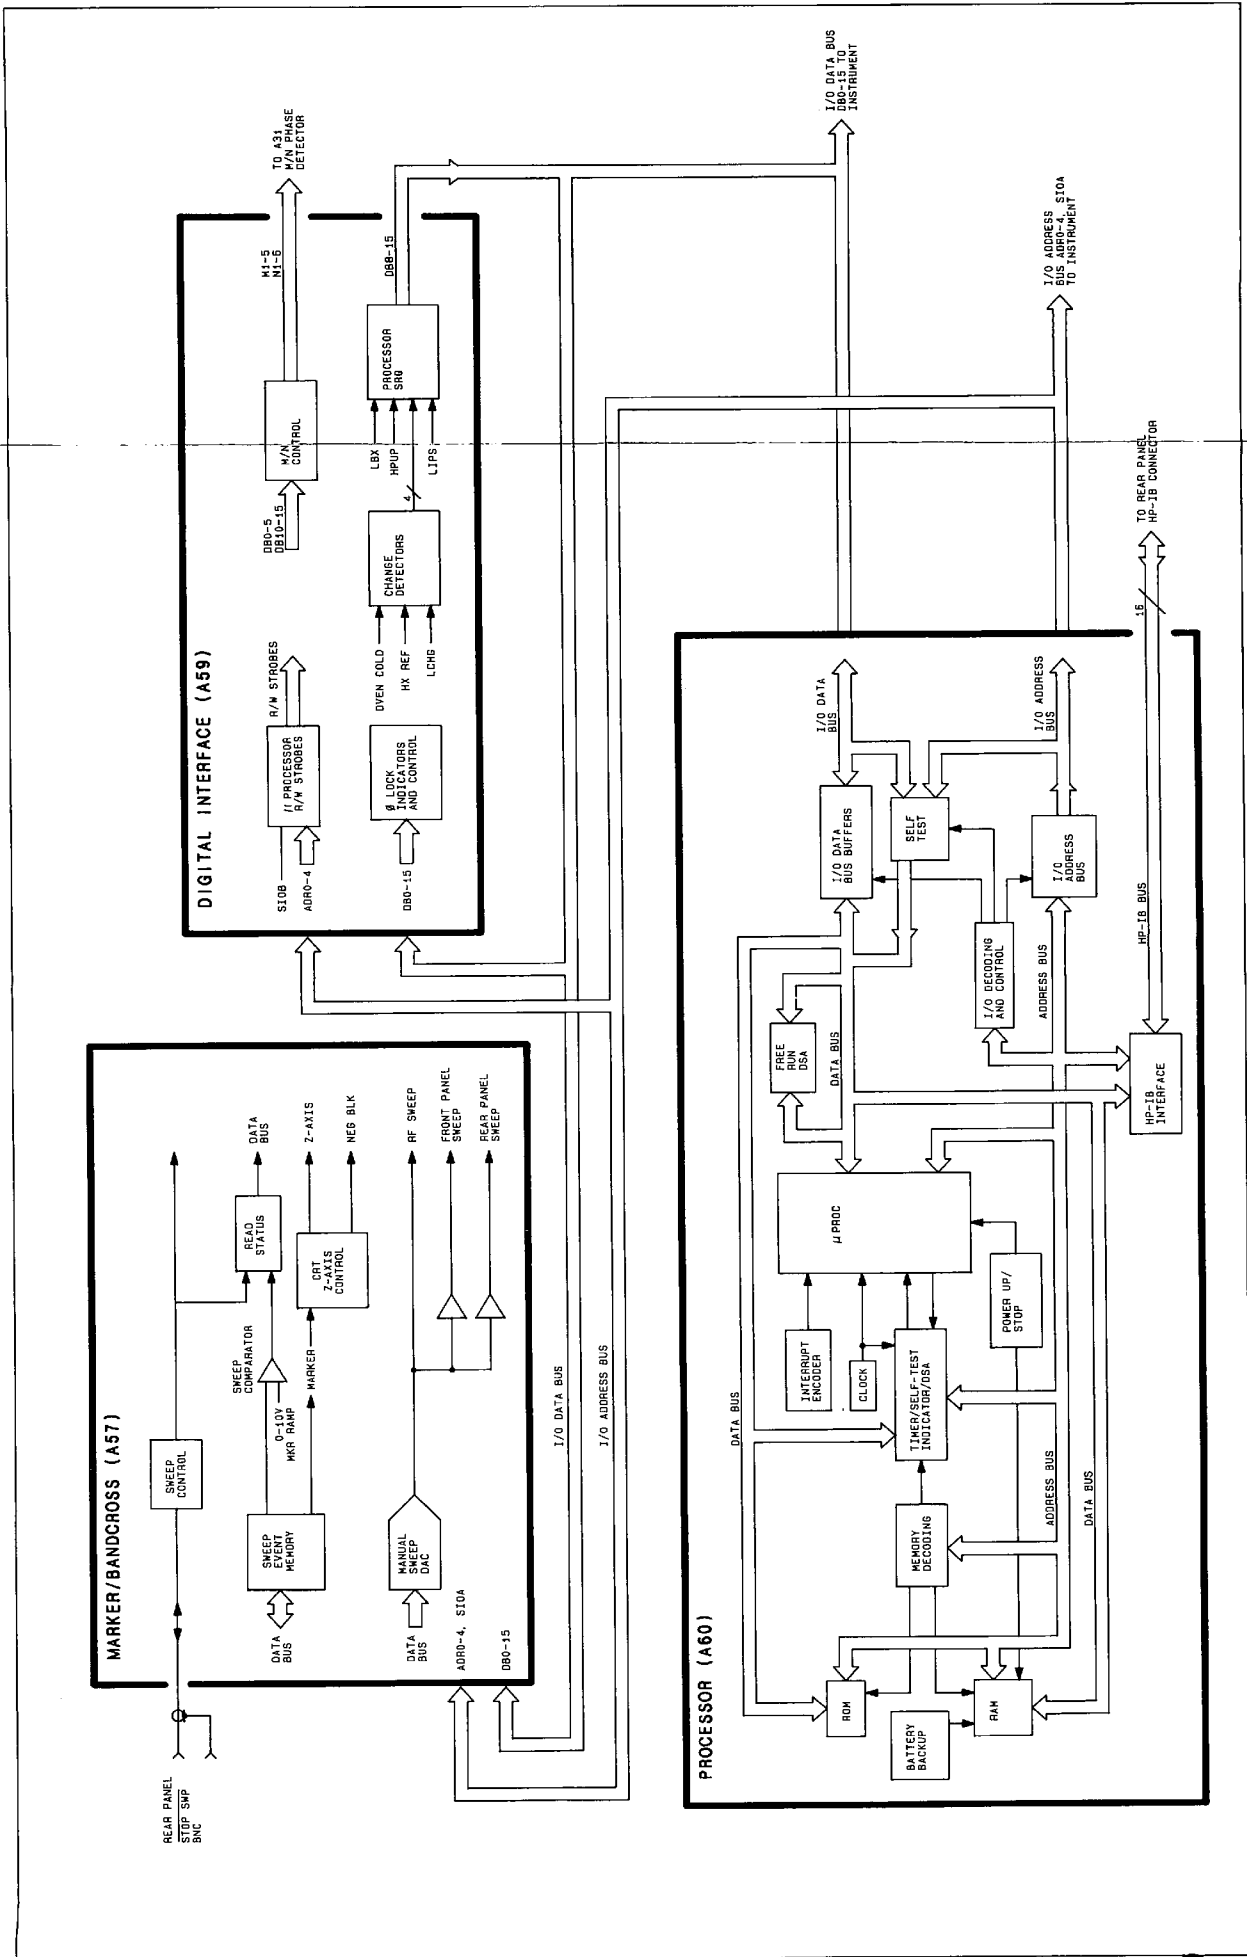 MARKER/BANDCROSS (A57)
REAR PANEL
STOP SWP
BNC
SWEEP
CONTROL
DATA
BUS
SWEEP
EVENT
MEMORY
SWEEP
COMPARATOR
0-10V
MKR RAMP
MARKER
READ
STATUS
DATA
BUS
CRT
Z-AXIS
CONTROL
Z-AXIS
NEG BLK
DATA
BUS
MANUAL
SWEEP
DAC
RF SWEEP
FRONT PANEL
SWEEP
REAR PANEL
SWEEP
ADR0-4, SIOA
DB0-15
I/O DATA BUS
I/O ADDRESS BUS
DIGITAL INTERFACE (A59)
SIOB
ADR0-4
// PROCESSOR
R/W STROBES
R/W STROBES
DB0-5
DB10-15
M/N
CONTROL
M1-5
N1-6
TO A31
M/N PHASE
DETECTOR
DB0-15
Ø LOCK
INDICATORS
AND CONTROL
OVEN COLD
HX REF
LCHG
CHANGE
DETECTORS
4
LBX
HPUP
LIPS
PROCESSOR
SRQ
DB8-15
I/O DATA BUS
DB0-15 TO
INSTRUMENT
I/O ADDRESS
BUS ADR0-4, SIOA
TO INSTRUMENT
PROCESSOR (A60)
DATA BUS
ROM
BATTERY
BACKUP
RAM
MEMORY
DECODING
INTERRUPT
ENCODER
CLOCK
TIMER/SELF-TEST
INDICATOR/DSA
POWER UP/
STOP
µPROC
FREE
RUN
DSA
DATA BUS
I/O DATA
BUS BUFFERS
I/O DATA
BUS
SELF
TEST
I/O DECODING
AND CONTROL
I/O
ADDRESS
BUS
I/O ADDRESS
BUS
ADDRESS BUS
ADDRESS BUS
DATA BUS
HP-IB
INTERFACE
HP-IB BUS
16
TO REAR PANEL
HP-IB CONNECTOR